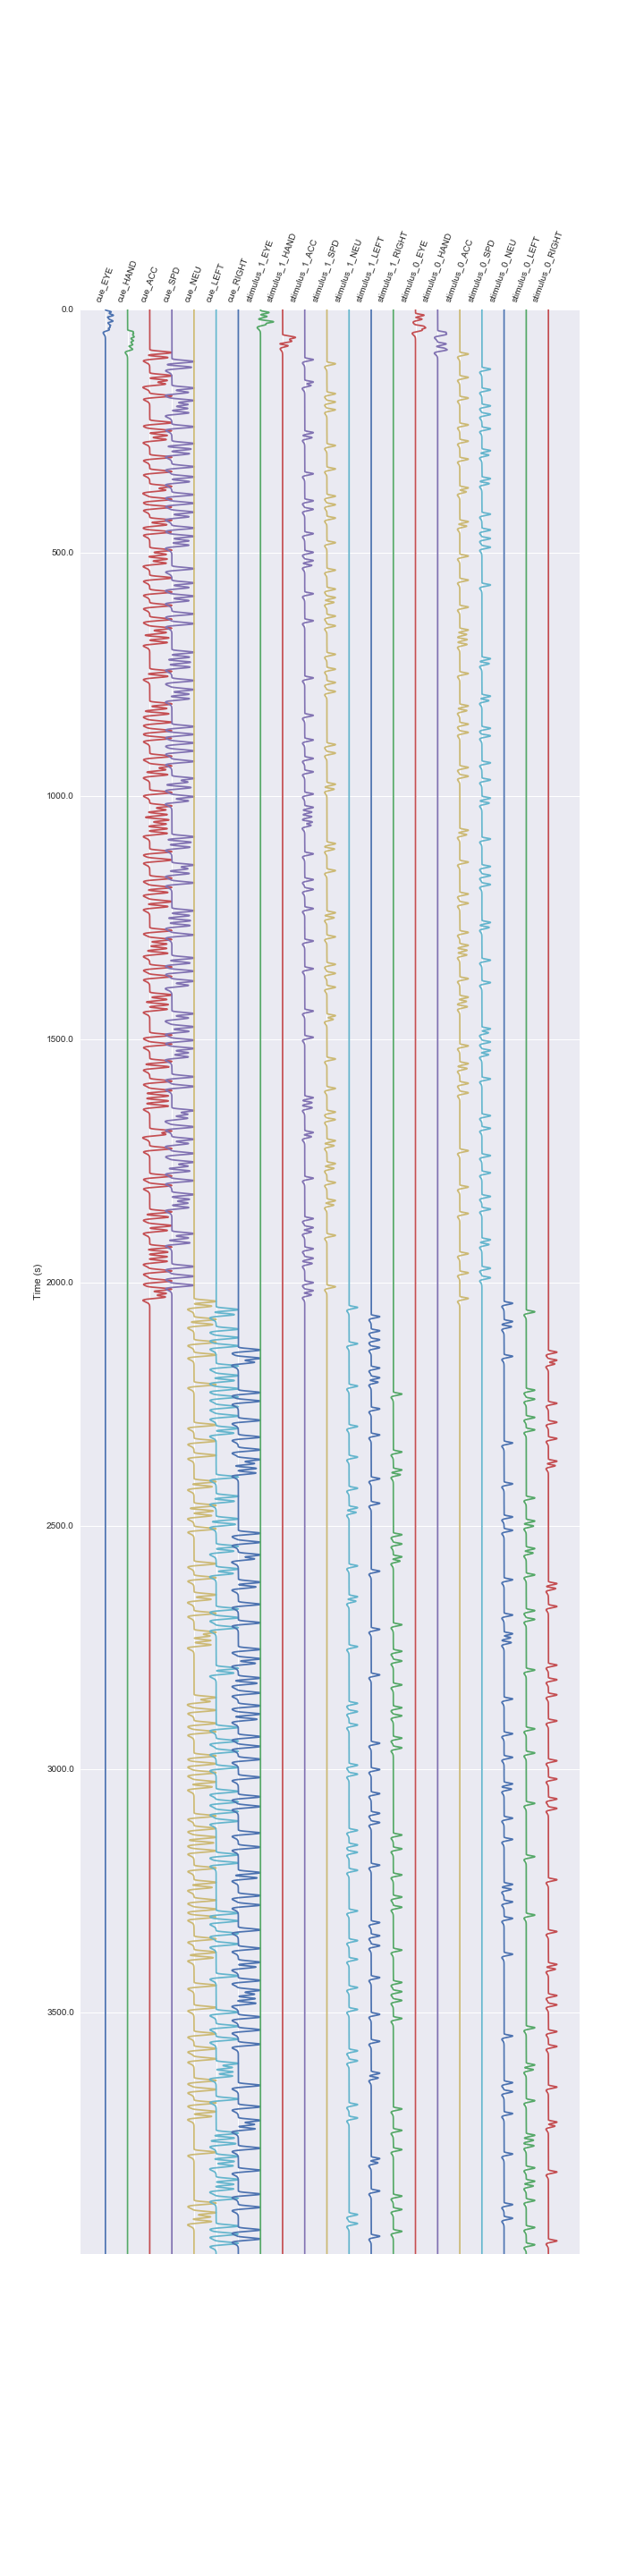 cue_EYE
cue_HAND
cue_ACC
cue_SPD
cue_NEU
cue_LEFT
cue_RIGHT
stimulus_1_EYE
stimulus_1_HAND
stimulus_1_ACC
stimulus_1_SPD
stimulus_1_NEU
stimulus_1_LEFT
stimulus_1_RIGHT
stimulus_0_EYE
stimulus_0_HAND
stimulus_0_ACC
stimulus_0_SPD
stimulus_0_NEU
stimulus_0_LEFT
stimulus_0_RIGHT
0.0
500.0
1000.0
1500.0
2000.0
2500.0
3000.0
3500.0
Time (s)